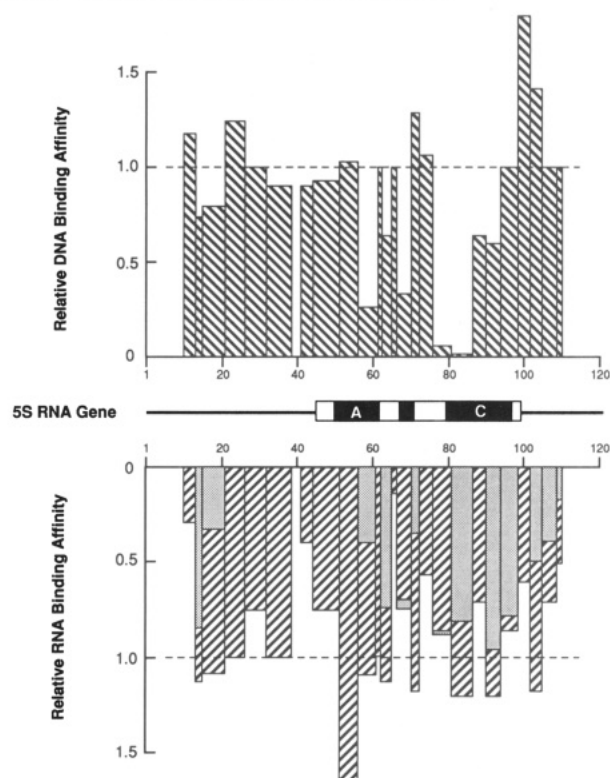 Relative DNA Binding Affinity
1.5
1.0
0.5
0
1 20 40 60 80 100 120
5S RNA Gene
A C
1 20 40 60 80 100 120
Relative RNA Binding Affinity
0
0.5
1.0
1.5